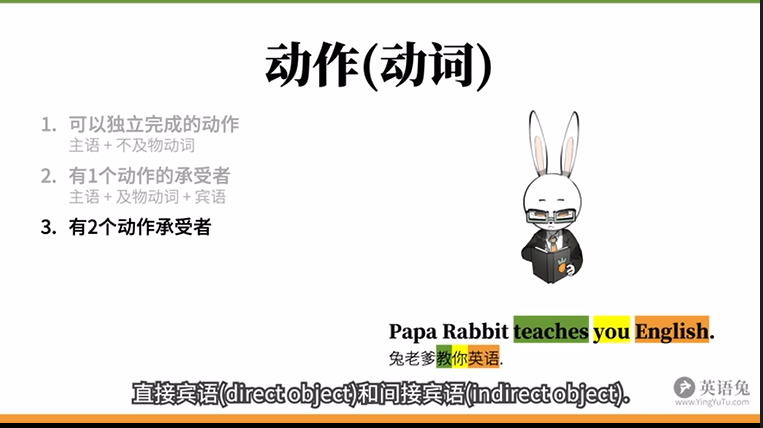 动作(动词)
1. 可以独立完成的动作
主语 + 不及物动词
2. 有1个动作的承受者
主语 + 及物动词 + 宾语
3. 有2个动作承受者
Papa Rabbit teaches you English.
兔老爹教你英语.
直接宾语(direct object)和间接宾语(indirect object).
英语兔
www.YingYuTu.com